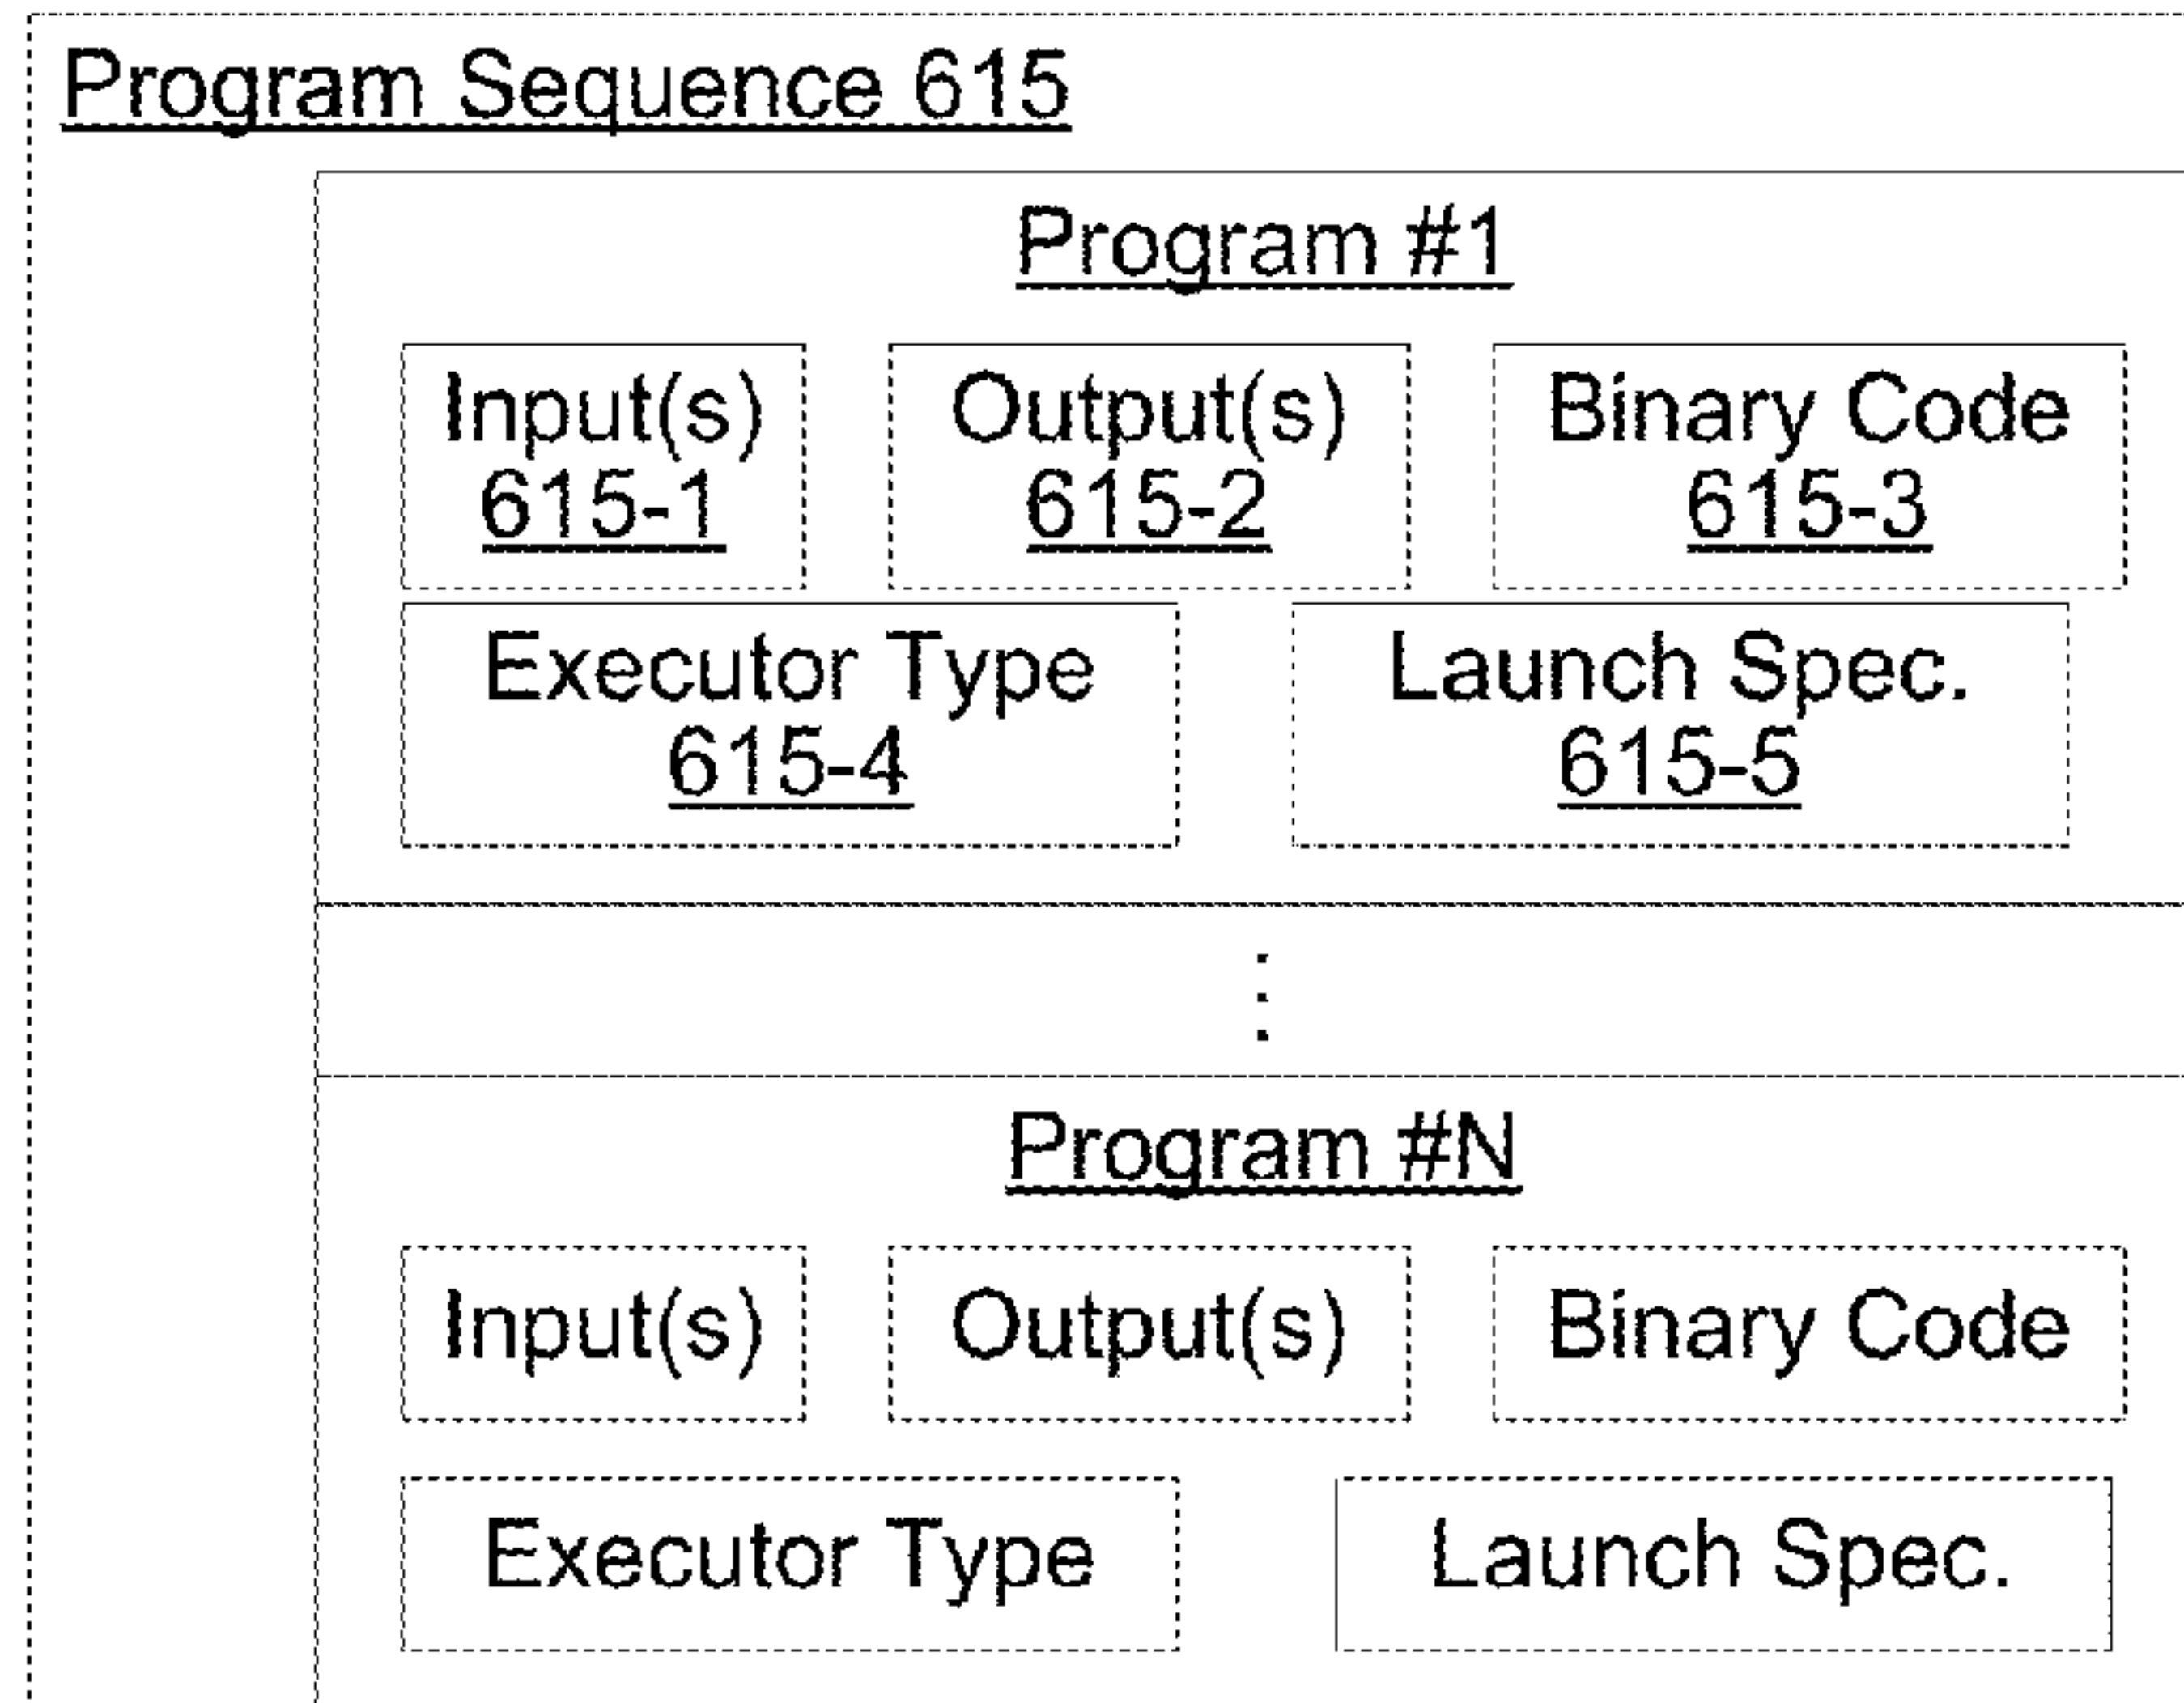 Program Sequence 615
Program #1
Input(s)
615-1
Output(s)
615-2
Binary Code
615-3
Executor Type
615-4
Launch Spec.
615-5
Program #N
Input(s)
Output(s)
Binary Code
Executor Type
Launch Spec.